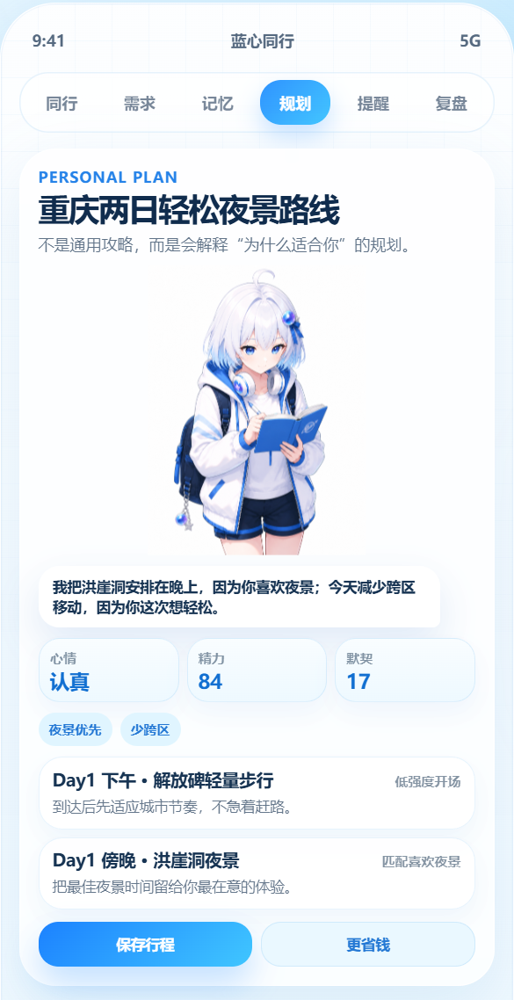 9:41 蓝心同行 5G
同行 需求 记忆 规划 提醒 复盘
PERSONAL PLAN
重庆两日轻松夜景路线
不是通用攻略，而是会解释“为什么适合你”的规划。
我把洪崖洞安排在晚上，因为你喜欢夜景；今天减少跨区
移动，因为你这次想轻松。
心情 精力 默契
认真 84 17
夜景优先 少跨区
Day1 下午 · 解放碑轻量步行 低强度开场
到达后先适应城市节奏，不急着赶路。
Day1 傍晚 · 洪崖洞夜景 匹配喜欢夜景
把最佳夜景时间留给你最在意的体验。
保存行程 更省钱